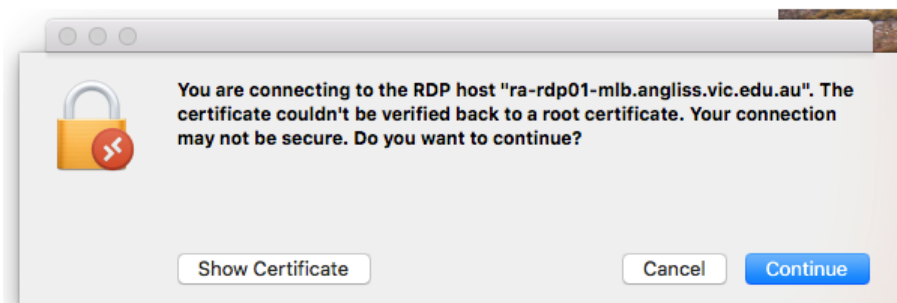 You are connecting to the RDP host "ra-rdp01-mlb.angliss.vic.edu.au". The
certificate couldn't be verified back to a root certificate. Your connection
may not be secure. Do you want to continue?
Show Certificate
Cancel
Continue